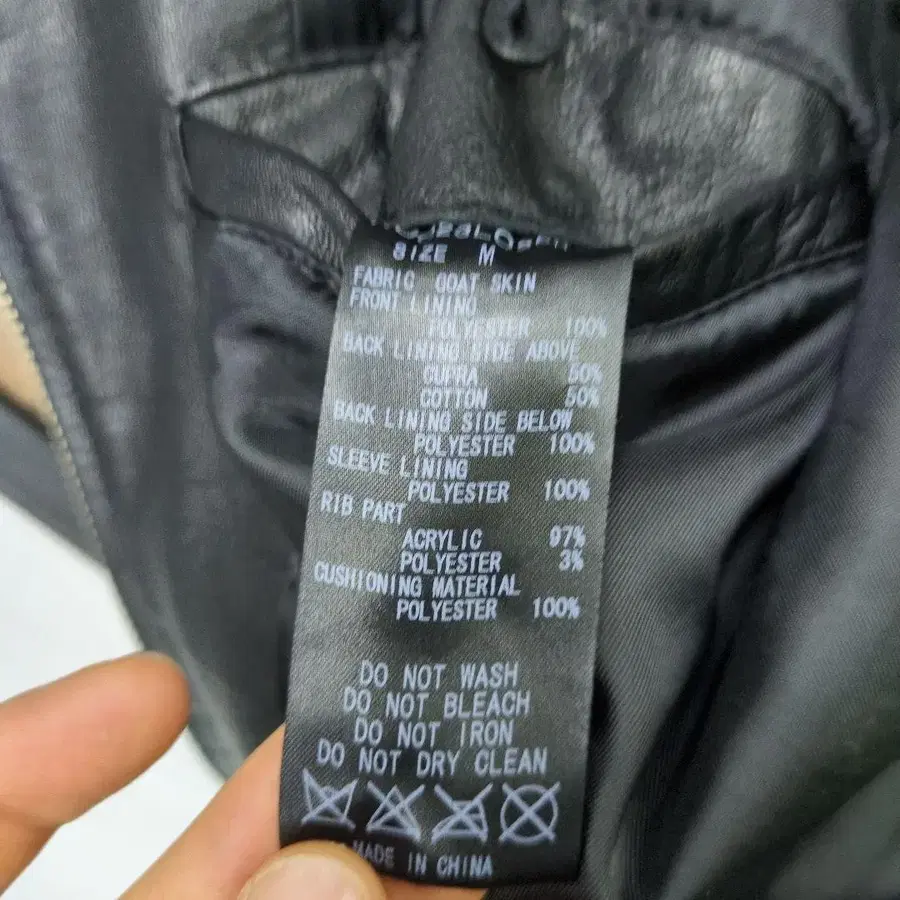 SIZE M
FABRIC GOAT SKIN
FRONT LINING
POLYESTER 100%
BACK LINING SIDE ABOVE
CUPRA 50%
COTTON 50%
BACK LINING SIDE BELOW
POLYESTER 100%
SLEEVE LINING
POLYESTER 100%
RIB PART
ACRYLIC 97%
POLYESTER 3%
CUSHIONING MATERIAL
POLYESTER 100%
DO NOT WASH
DO NOT BLEACH
DO NOT IRON
DO NOT DRY CLEAN
MADE IN CHINA